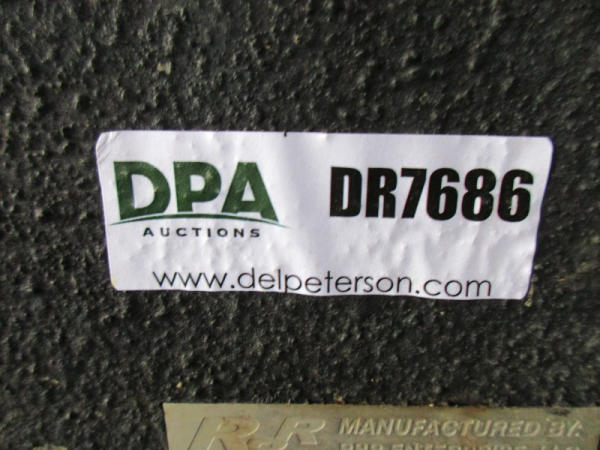 DPA DR7686
AUCTIONS
www.delpeterson.com
R&R MANUFACTURED BY: